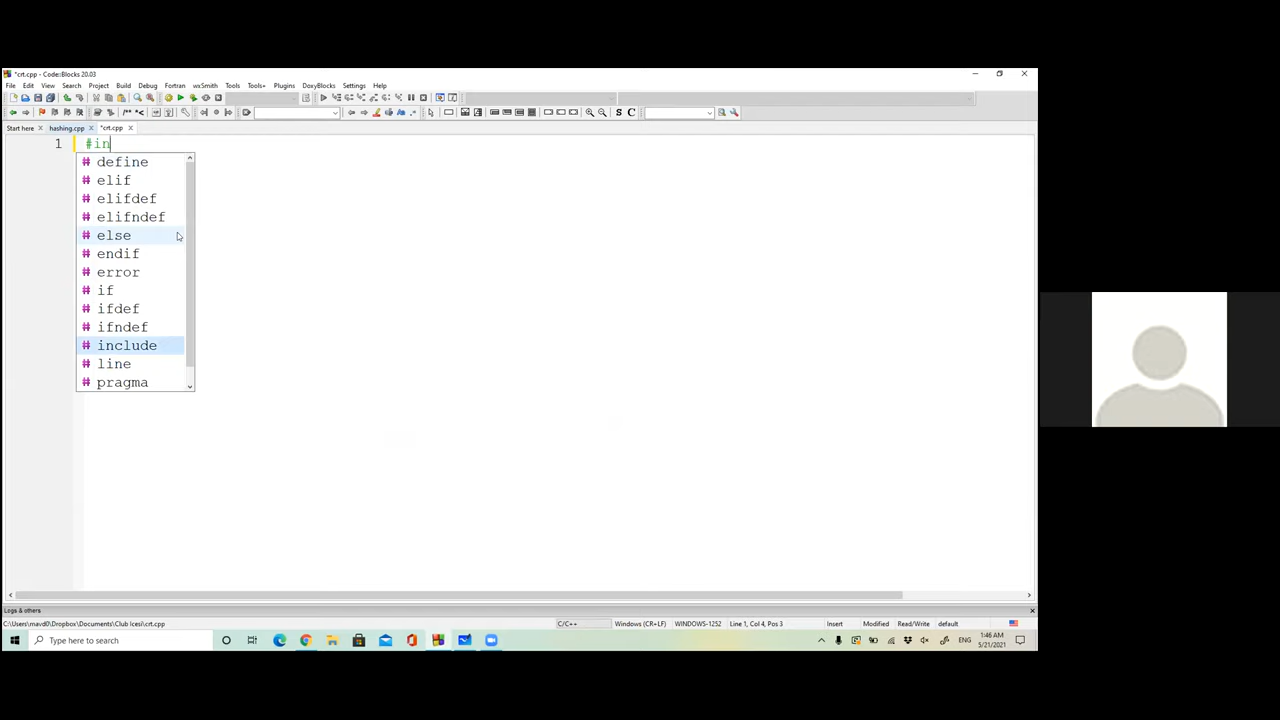 *crt.cpp - Code::Blocks 20.03
File Edit View Search Project Build Debug Fortran wxSmith Tools Tools+ Plugins DoxyBlocks Settings Help
Start here hashing.cpp *crt.cpp
1 #in
# define
# elif
# elifdef
# elifndef
# else
# endif
# error
# if
# ifdef
# ifndef
# include
# line
# pragma
Logs & others
C:\Users\mavd0\Dropbox\Documents\Club Icesi\crt.cpp C/C++ Windows (CR+LF) WINDOWS-1252 Line 1, Col 4, Pos 3 Insert Modified Read/Write default
Type here to search ENG 1:46 AM
5/21/2021